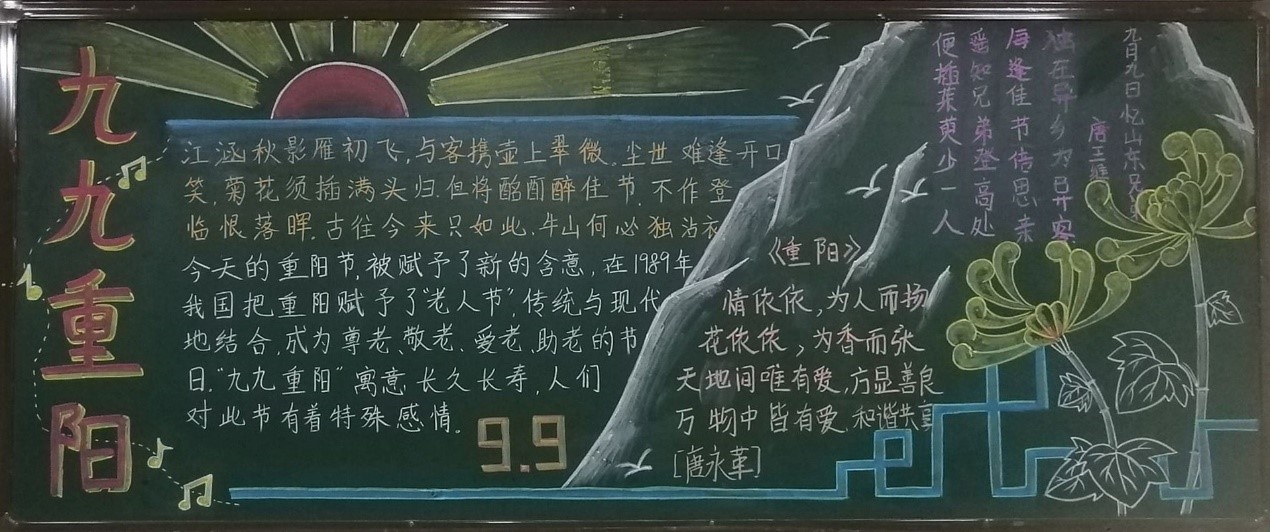 九九重阳
江涵秋影雁初飞,与客携壶上翠微.尘世难逢开口
笑,菊花须插满头归.但将酩酊醉佳节,不作登
临恨落晖.古往今来只如此,牛山何必独沾衣
今天的重阳节,被赋予了新的含意,在1989年
我国把重阳赋予了“老人节”,传统与现代
地结合,成为尊老、敬老、爱老、助老的节
日.“九九重阳”寓意长久长寿,人们
对此节有着特殊感情。
9.9
《重阳》
情依依,为人而扬
花依依,为香而张
天地间唯有爱,方显善良
万物中皆有爱,和谐共享
[唐永革]
九月九日忆山东兄弟
唐 王维
独在异乡为异客
每逢佳节倍思亲
遥知兄弟登高处
便插茱萸少一人